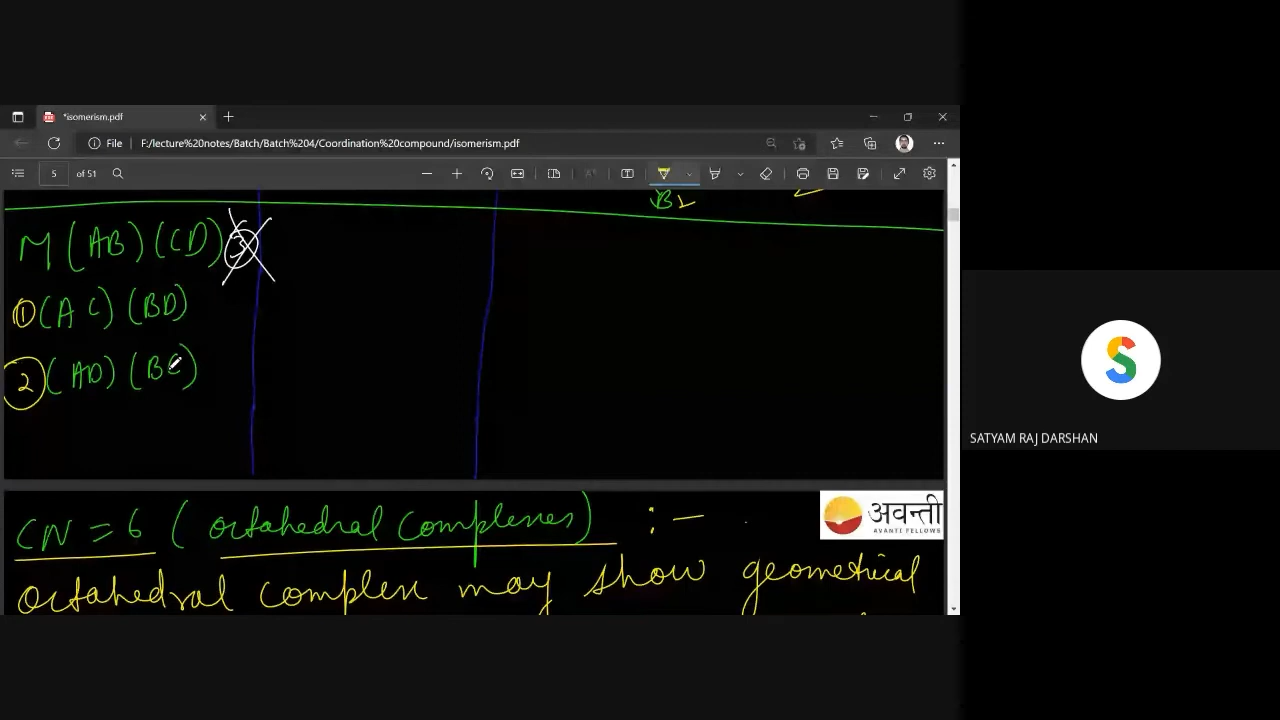 *isomerism.pdf
File F:/lecture%20notes/Batch/Batch%204/Coordination%20compound/isomerism.pdf
5 of 51
B2
M (AB) (CD) 3
1 (AC) (BD)
2 (AD) (BC)
SATYAM RAJ DARSHAN
CN = 6 ( octahedral complexes) :-
अवन्ती
AVANTI FELLOWS
octahedral complex may show geometrical